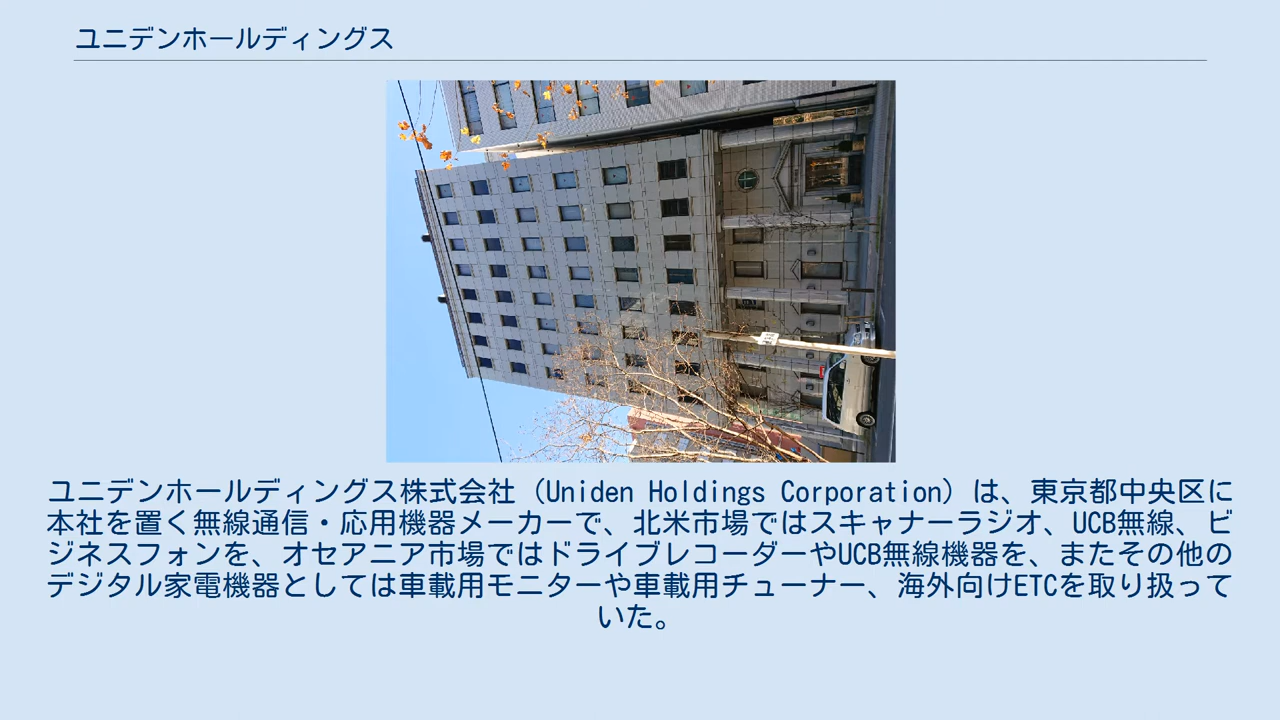 ユニデンホールディングス
ユニデンホールディングス株式会社（Uniden Holdings Corporation）は、東京都中央区に
本社を置く無線通信・応用機器メーカーで、北米市場ではスキャナーラジオ、UCB無線、ビ
ジネスフォンを、オセアニア市場ではドライブレコーダーやUCB無線機器を、またその他の
デジタル家電機器としては車載用モニターや車載用チューナー、海外向けETCを取り扱って
いた。